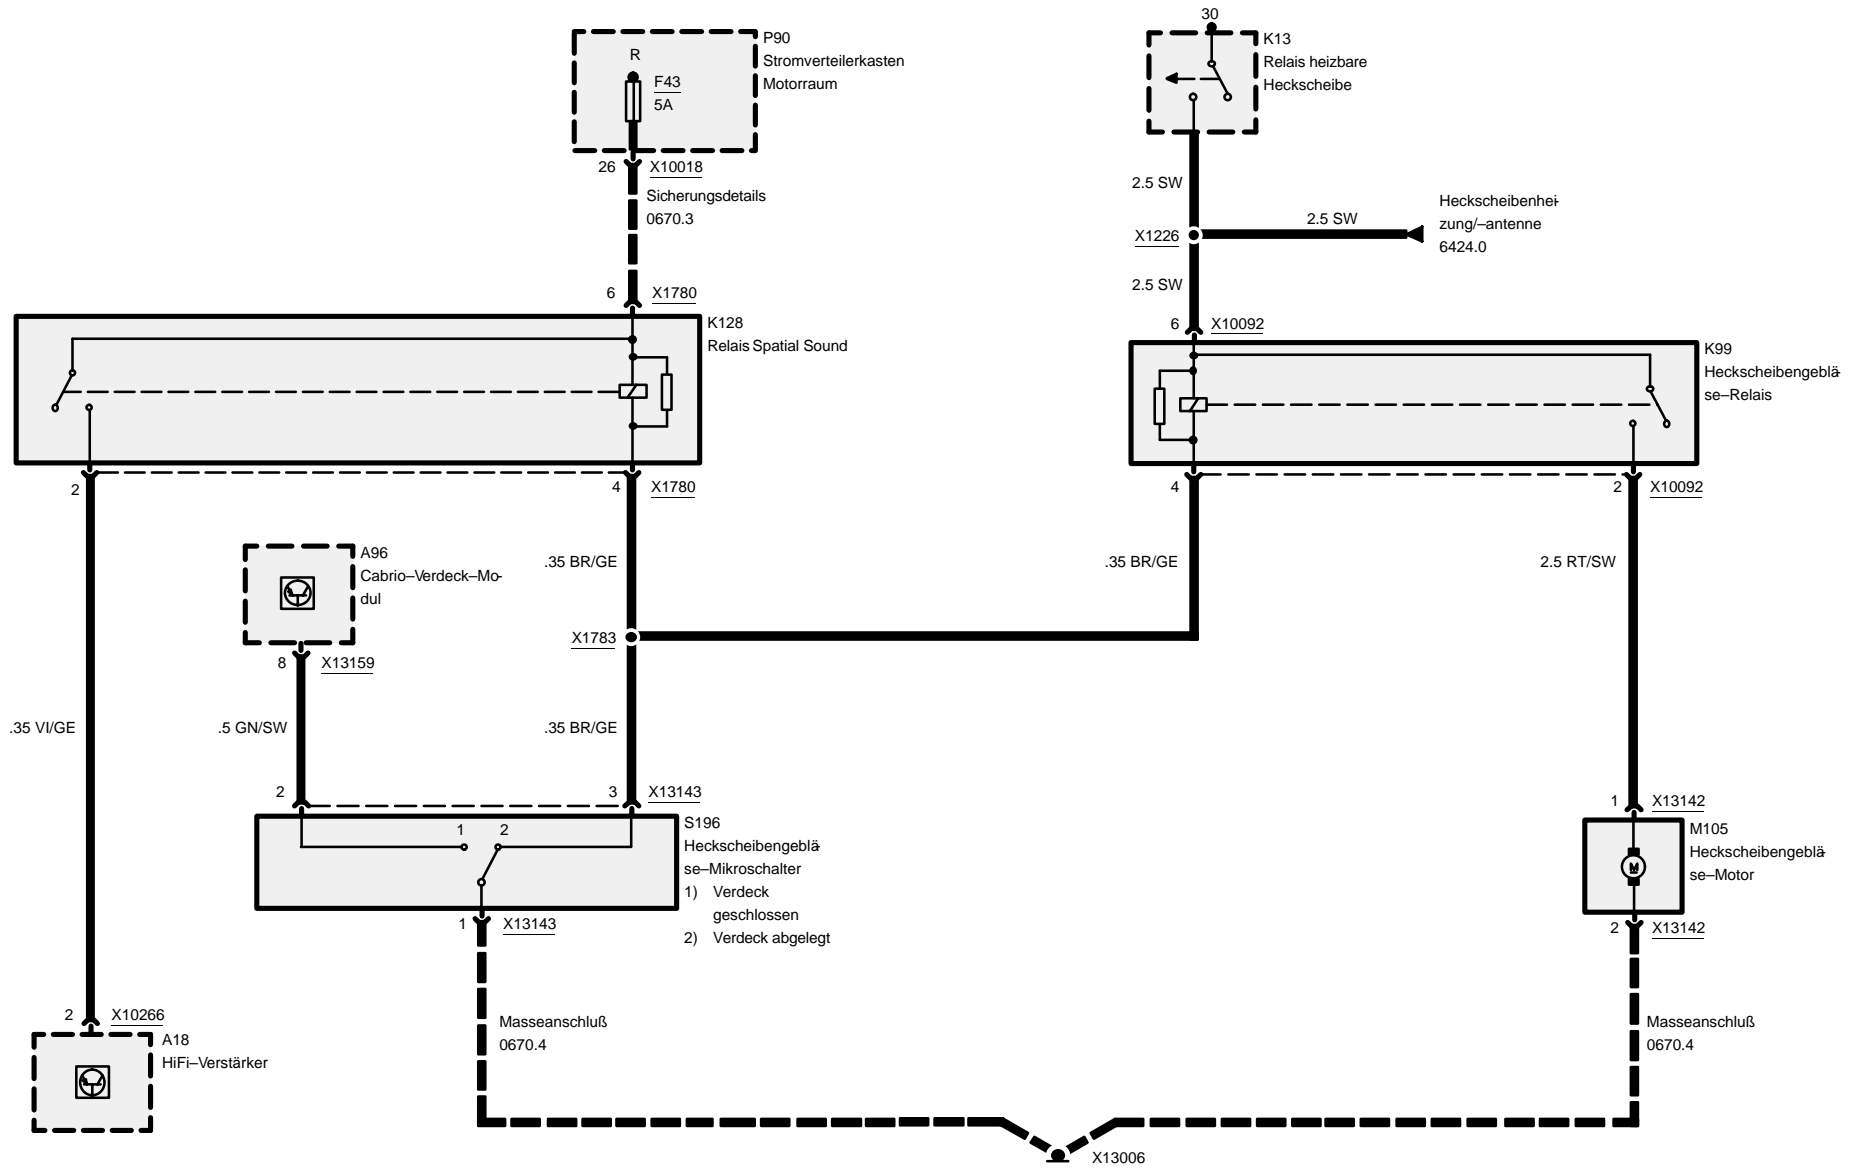 30
P90
Stromverteilerkasten
Motorraum
R
F43
5A
K13
Relais heizbare
Heckscheibe
26
X10018
Sicherungsdetails
0670.3
2.5 SW
2.5 SW
Heckscheibenhei-
zung/–antenne
6424.0
X1226
2.5 SW
6
X1780
6
X10092
K128
Relais Spatial Sound
K99
Heckscheibengeblä-
se–Relais
2
4
X1780
4
2
X10092
A96
Cabrio–Verdeck–Mo-
dul
.35 BR/GE
.35 BR/GE
2.5 RT/SW
X1783
8
X13159
.35 VI/GE
.5 GN/SW
.35 BR/GE
2
3
X13143
1
X13142
S196
Heckscheibengeblä-
se–Mikroschalter
1) Verdeck
geschlossen
2) Verdeck abgelegt
1
2
M105
Heckscheibengeblä-
se–Motor
M
1
X13143
2
X13142
2
X10266
A18
HiFi–Verstärker
Masseanschluß
0670.4
Masseanschluß
0670.4
X13006